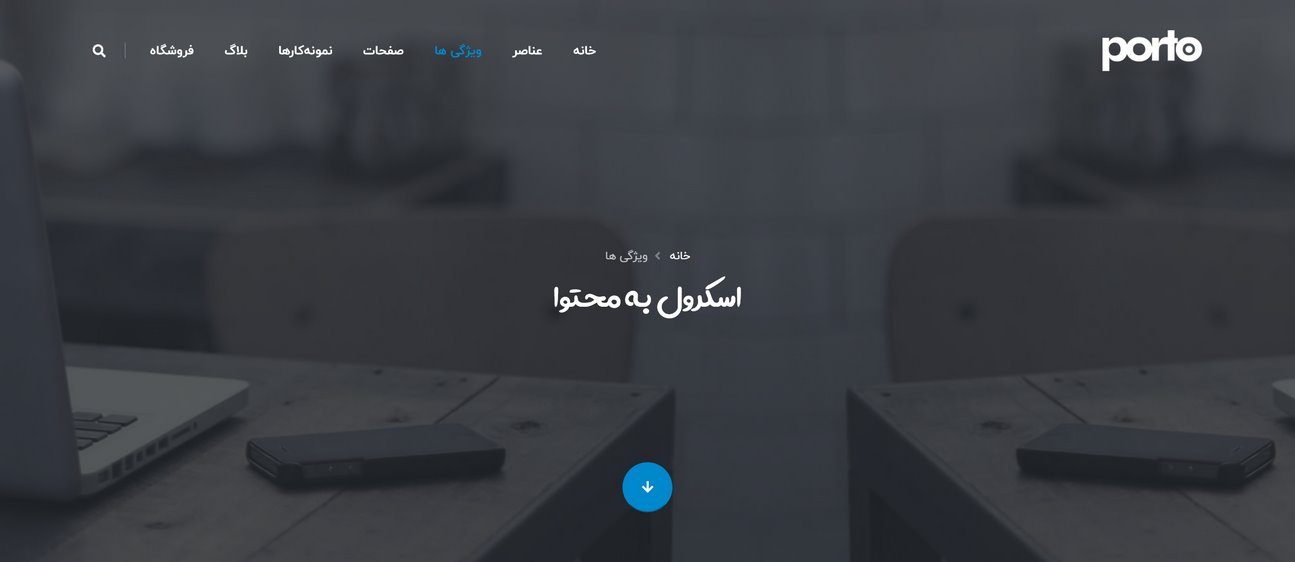 porto
خانه عناصر ویژگی ها صفحات نمونه‌کارها بلاگ فروشگاه
خانه ویژگی ها
اسکرول به محتوا